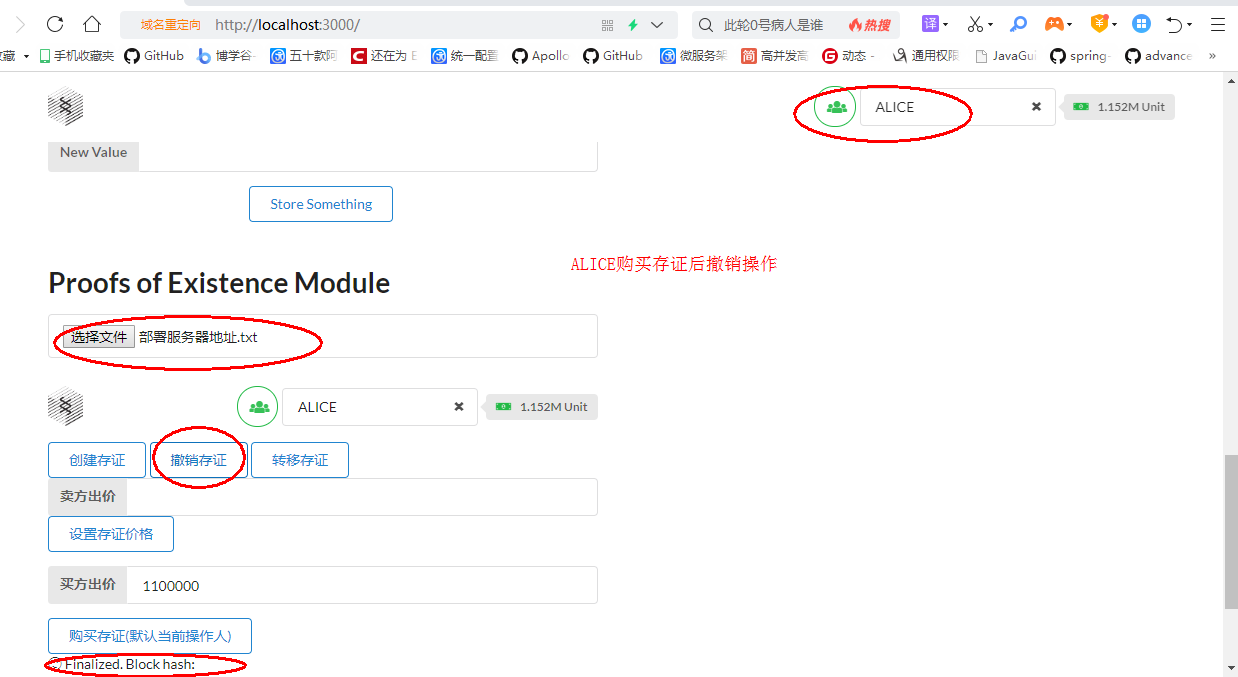 域名重定向 http://localhost:3000/ 此轮0号病人是谁 热搜 译
收藏 手机收藏夹 GitHub 博学谷- 五十款阿 还在为 E 统一配置 Apollo GitHub 微服务架 高并发高 动态 - 通用权限 JavaGui spring- advance »
ALICE 1.152M Unit
New Value
Store Something
ALICE购买存证后撤销操作
Proofs of Existence Module
选择文件 部署服务器地址.txt
ALICE 1.152M Unit
创建存证 撤销存证 转移存证
卖方出价
设置存证价格
买方出价 1100000
购买存证(默认当前操作人)
Finalized. Block hash: